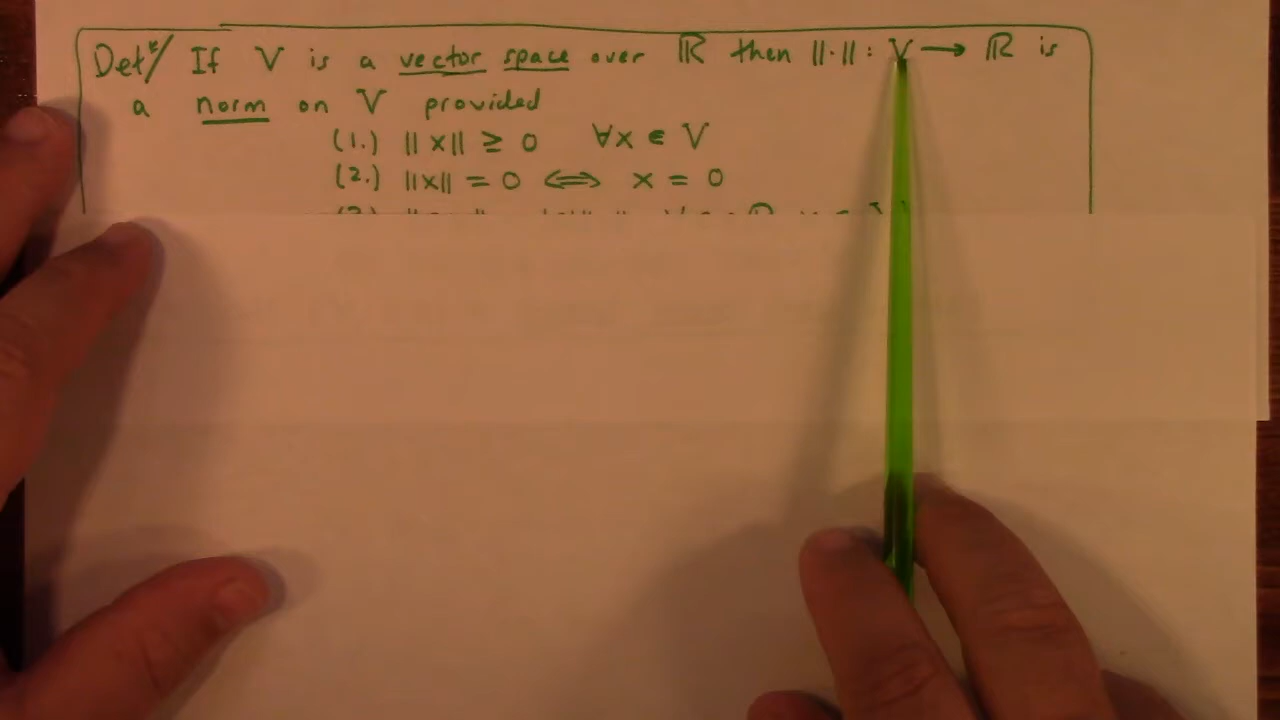 Defⁿ/ If V is a vector space over ℝ then ||·|| : V → ℝ is
a norm on V provided
(1.) ||x|| ≥ 0 ∀x ∈ V
(2.) ||x|| = 0 ⟺ x = 0